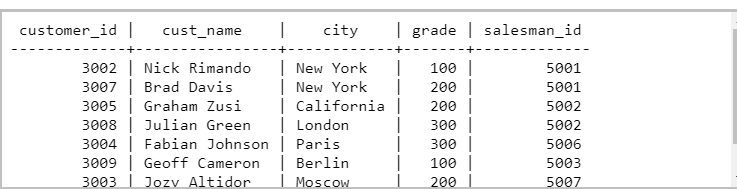 customer_id | cust_name | city | grade | salesman_id
-------------+----------------+------------+-------+-------------
3002 | Nick Rimando | New York | 100 | 5001
3007 | Brad Davis | New York | 200 | 5001
3005 | Graham Zusi | California | 200 | 5002
3008 | Julian Green | London | 300 | 5002
3004 | Fabian Johnson | Paris | 300 | 5006
3009 | Geoff Cameron | Berlin | 100 | 5003
3003 | Jozy Altidor | Moscow | 200 | 5007